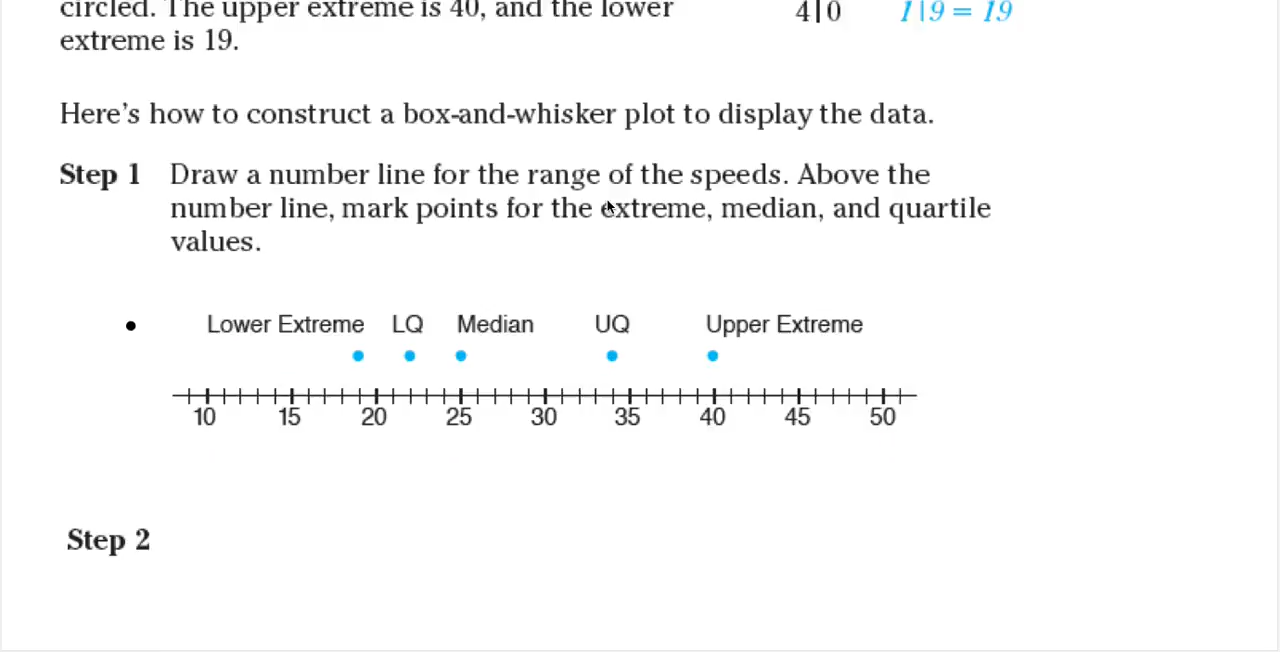 circled. The upper extreme is 40, and the lower
extreme is 19.
4|0 1|9 = 19
Here's how to construct a box-and-whisker plot to display the data.
Step 1 Draw a number line for the range of the speeds. Above the
number line, mark points for the extreme, median, and quartile
values.
• Lower Extreme LQ Median UQ Upper Extreme
10 15 20 25 30 35 40 45 50
Step 2